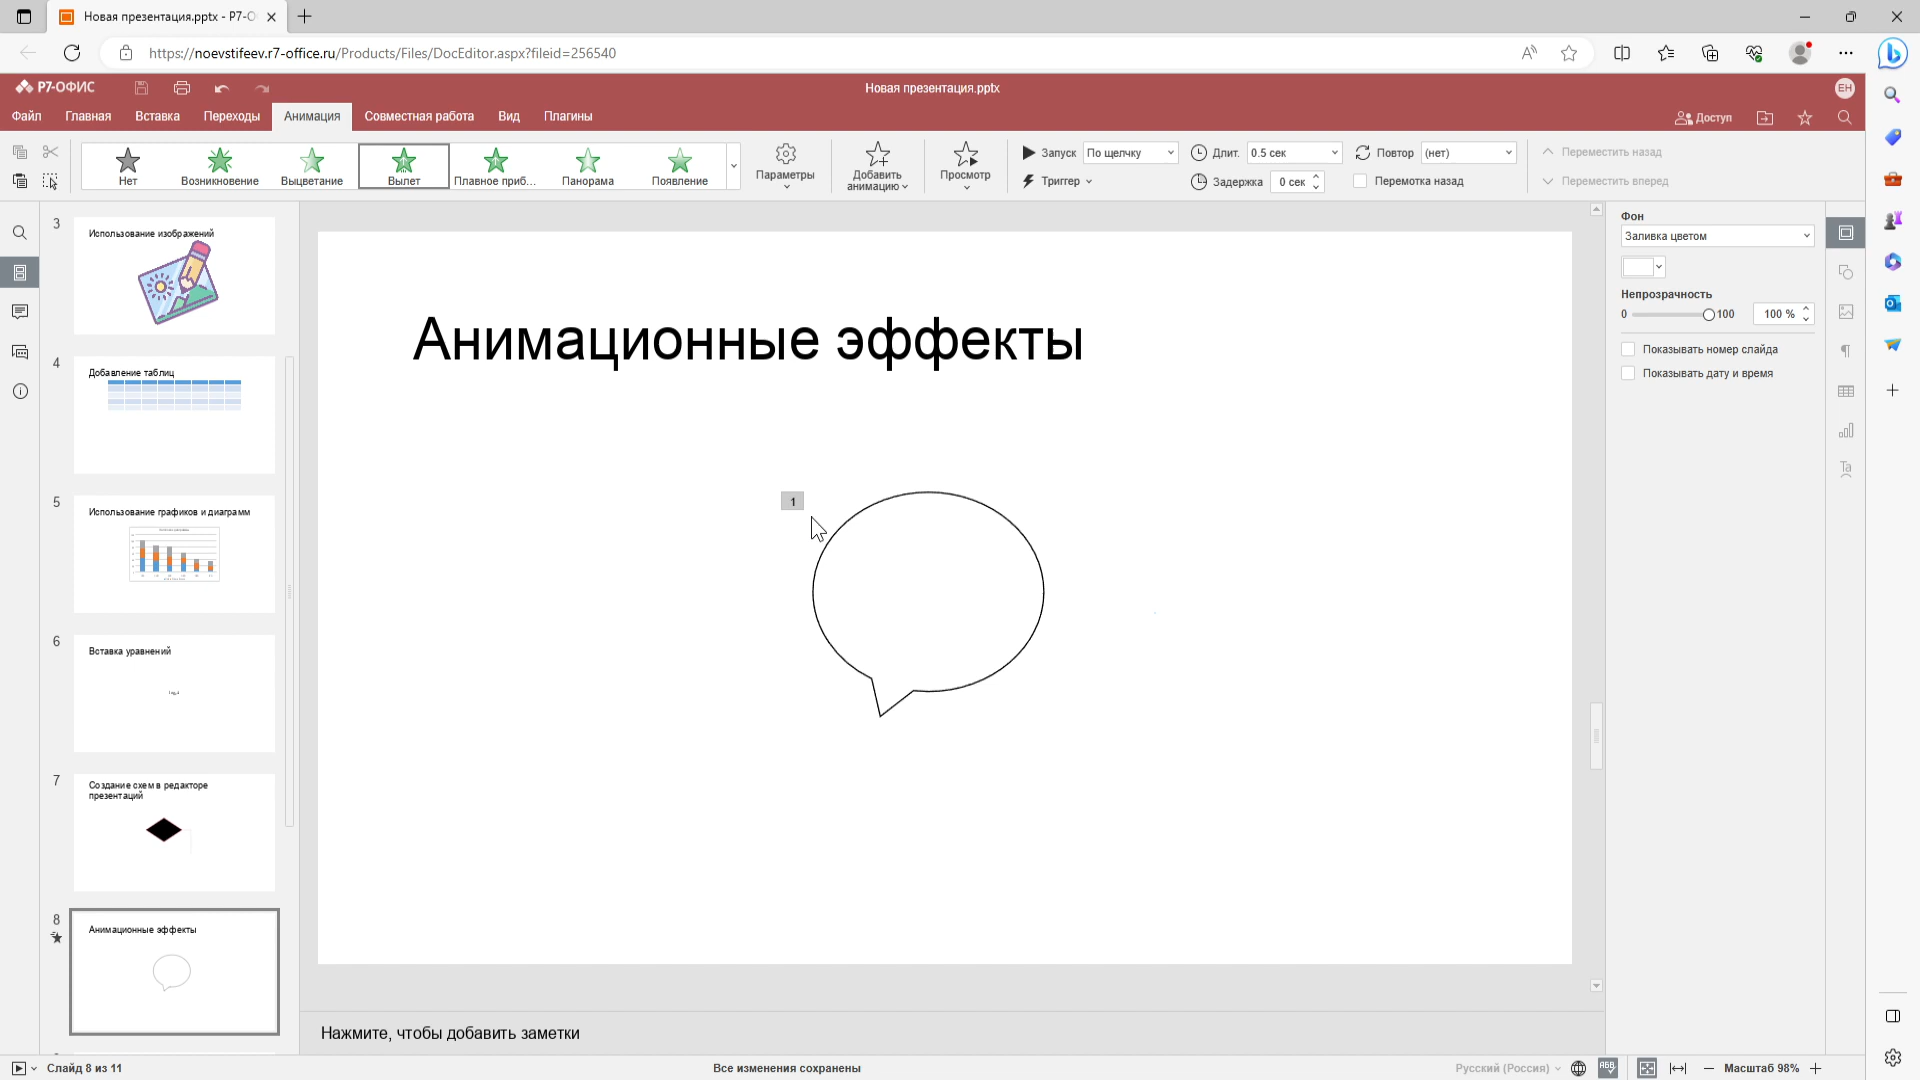 Новая презентация.pptx - Р7-О
https://noevstifeev.r7-office.ru/Products/Files/DocEditor.aspx?fileid=256540
Р7-ОФИС
Новая презентация.pptx
ЕН
Файл Главная Вставка Переходы Анимация Совместная работа Вид Плагины
Доступ
Нет Возникновение Выцветание Вылет Плавное приб... Панорама Появление
Параметры
Добавить анимацию
Просмотр
Запуск По щелчку
Триггер
Длит. 0.5 сек
Задержка 0 сек
Повтор (нет)
Перемотка назад
Переместить назад
Переместить вперед
3
Использование изображений
4
Добавление таблиц
5
Использование графиков и диаграмм
6
Вставка уравнений
7
Создание схем в редакторе
презентаций
8
Анимационные эффекты
Анимационные эффекты
1
Фон
Заливка цветом
Непрозрачность
0 100 100 %
Показывать номер слайда
Показывать дату и время
Нажмите, чтобы добавить заметки
Слайд 8 из 11
Все изменения сохранены
Русский (Россия)
Масштаб 98%